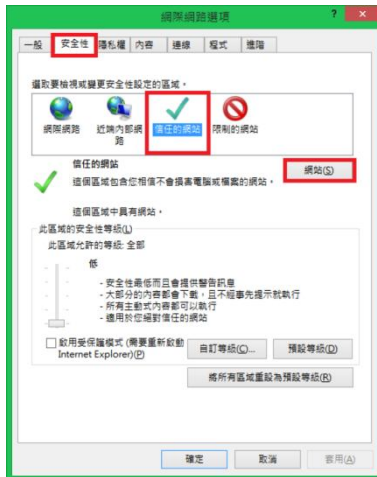 網際網路選項
? ×
一般 安全性 隱私權 內容 連線 程式 進階
選取要檢視或變更安全性設定的區域。
網際網路 近端內部網路 信任的網站 限制的網站
信任的網站
網站(S)
這個區域包含您相信不會損害電腦或檔案的網站。
這個區域中具有網站。
此區域的安全性等級(L)
此區域允許的等級: 全部
低
- 安全性最低而且會提供警告訊息
- 大部分的內容都會下載，且不經事先提示就執行
- 所有主動式內容都可以執行
- 適用於您絕對信任的網站
啟用受保護模式 (需要重新啟動
Internet Explorer)(P)
自訂等級(C)... 預設等級(D)
將所有區域重設為預設等級(R)
確定 取消 套用(A)